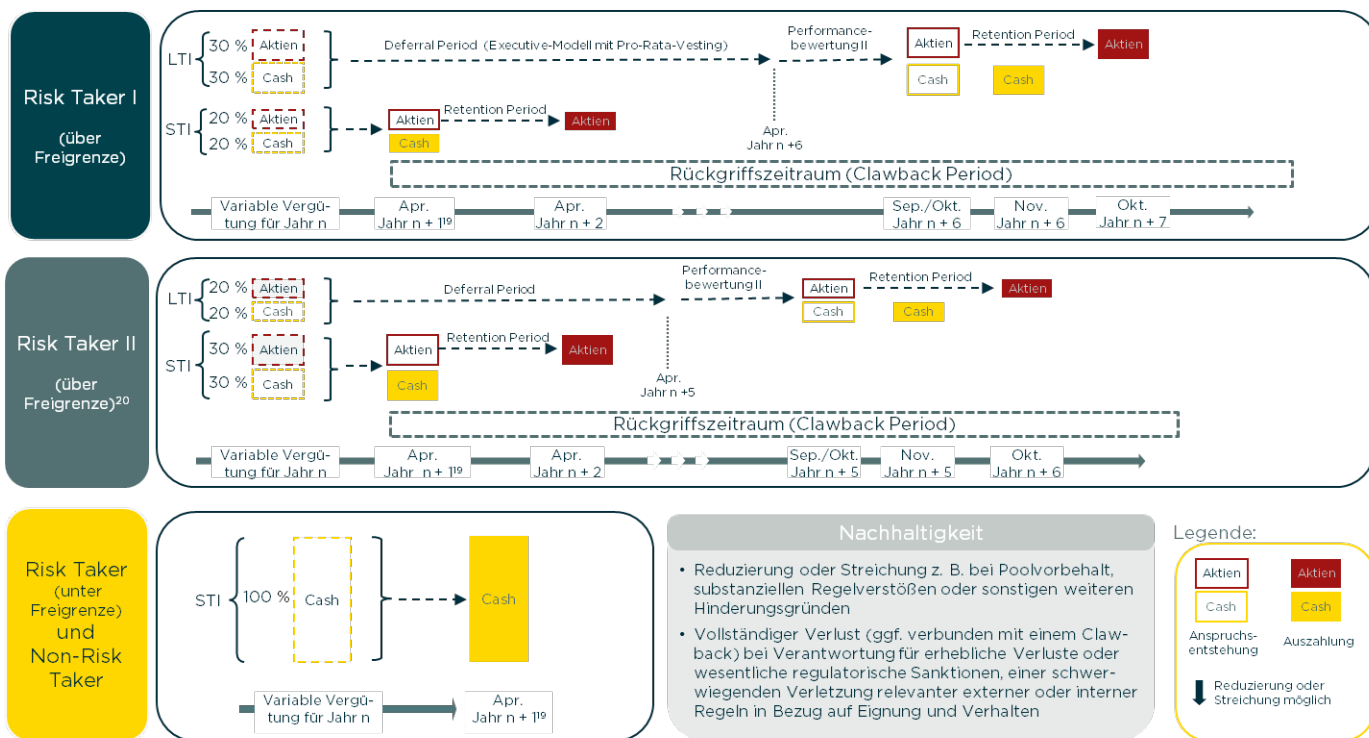 Risk Taker I
(über
Freigrenze)
LTI
30 %
Aktien
30 %
Cash
Deferral Period (Executive-Modell mit Pro-Rata-Vesting)
Performance-
bewertung II
Aktien
Retention Period
Aktien
Cash
Cash
STI
20 %
Aktien
20 %
Cash
Aktien
Retention Period
Aktien
Cash
Apr.
Jahr n +6
Rückgriffszeitraum (Clawback Period)
Variable Vergü-
tung für Jahr n
Apr.
Jahr n + 1¹⁹
Apr.
Jahr n + 2
Sep./Okt.
Jahr n + 6
Nov.
Jahr n + 6
Okt.
Jahr n + 7
Risk Taker II
(über
Freigrenze)²⁰
LTI
20 %
Aktien
20 %
Cash
Deferral Period
Performance-
bewertung II
Aktien
Retention Period
Aktien
Cash
Cash
STI
30 %
Aktien
30 %
Cash
Aktien
Retention Period
Aktien
Cash
Apr.
Jahr n +5
Rückgriffszeitraum (Clawback Period)
Variable Vergü-
tung für Jahr n
Apr.
Jahr n + 1¹⁹
Apr.
Jahr n + 2
Sep./Okt.
Jahr n + 5
Nov.
Jahr n + 5
Okt.
Jahr n + 6
Risk Taker
(unter
Freigrenze)
und
Non-Risk
Taker
STI
100 %
Cash
Cash
Variable Vergü-
tung für Jahr n
Apr.
Jahr n + 1¹⁹
Nachhaltigkeit
• Reduzierung oder Streichung z. B. bei Poolvorbehalt,
substanziellen Regelverstößen oder sonstigen weiteren
Hinderungsgründen
• Vollständiger Verlust (ggf. verbunden mit einem Claw-
back) bei Verantwortung für erhebliche Verluste oder
wesentliche regulatorische Sanktionen, einer schwer-
wiegenden Verletzung relevanter externer oder interner
Regeln in Bezug auf Eignung und Verhalten
Legende:
Aktien
Aktien
Cash
Cash
Anspruchs-
entstehung
Auszahlung
Reduzierung oder
Streichung möglich